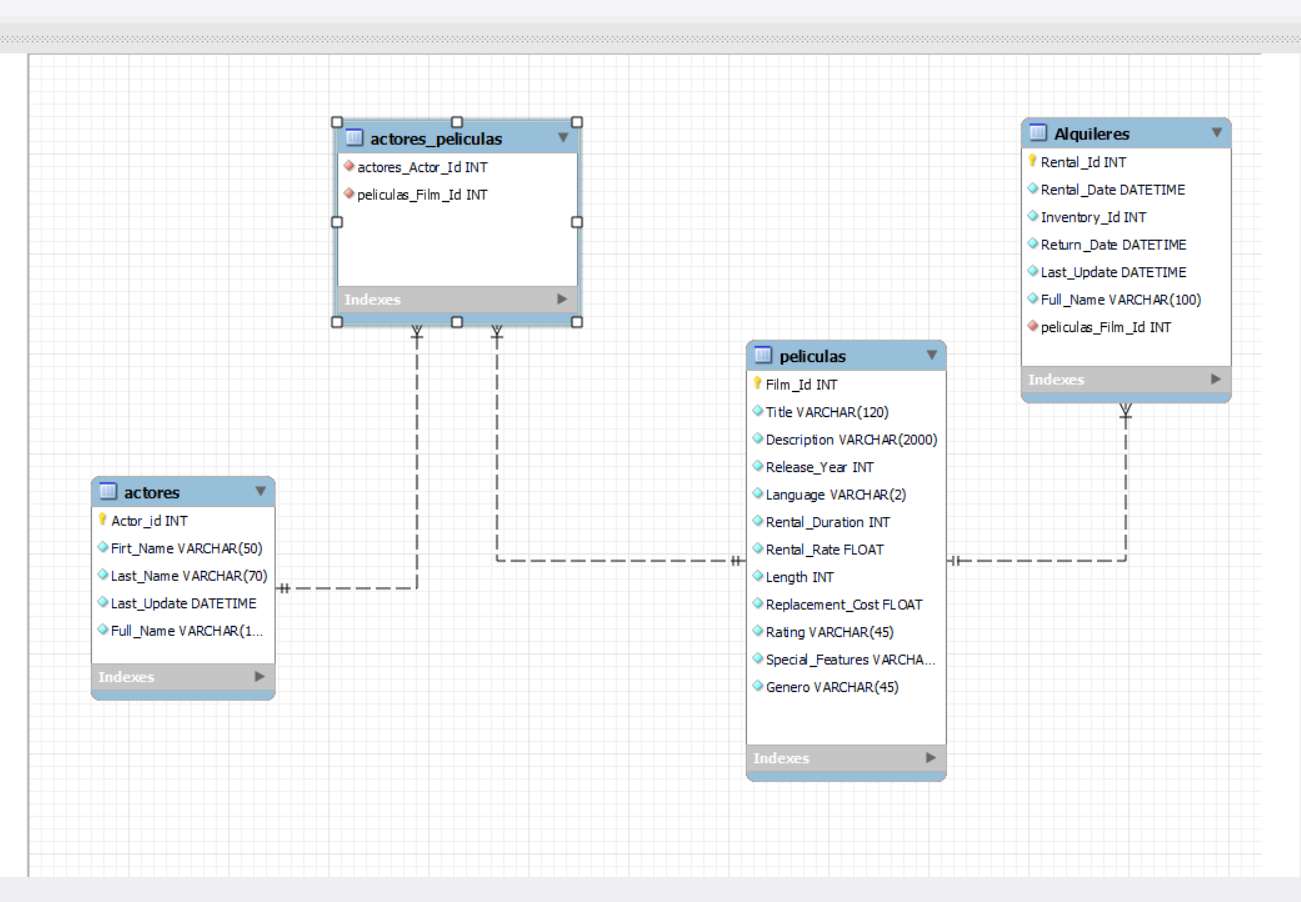 actores_peliculas
actores_Actor_Id INT
peliculas_Film_Id INT
Indexes
Alquileres
Rental_Id INT
Rental_Date DATETIME
Inventory_Id INT
Return_Date DATETIME
Last_Update DATETIME
Full_Name VARCHAR(100)
peliculas_Film_Id INT
Indexes
peliculas
Film_Id INT
Title VARCHAR(120)
Description VARCHAR(2000)
Release_Year INT
Language VARCHAR(2)
Rental_Duration INT
Rental_Rate FLOAT
Length INT
Replacement_Cost FLOAT
Rating VARCHAR(45)
Special_Features VARCHA...
Genero VARCHAR(45)
Indexes
actores
Actor_id INT
Firt_Name VARCHAR(50)
Last_Name VARCHAR(70)
Last_Update DATETIME
Full_Name VARCHAR(1...
Indexes